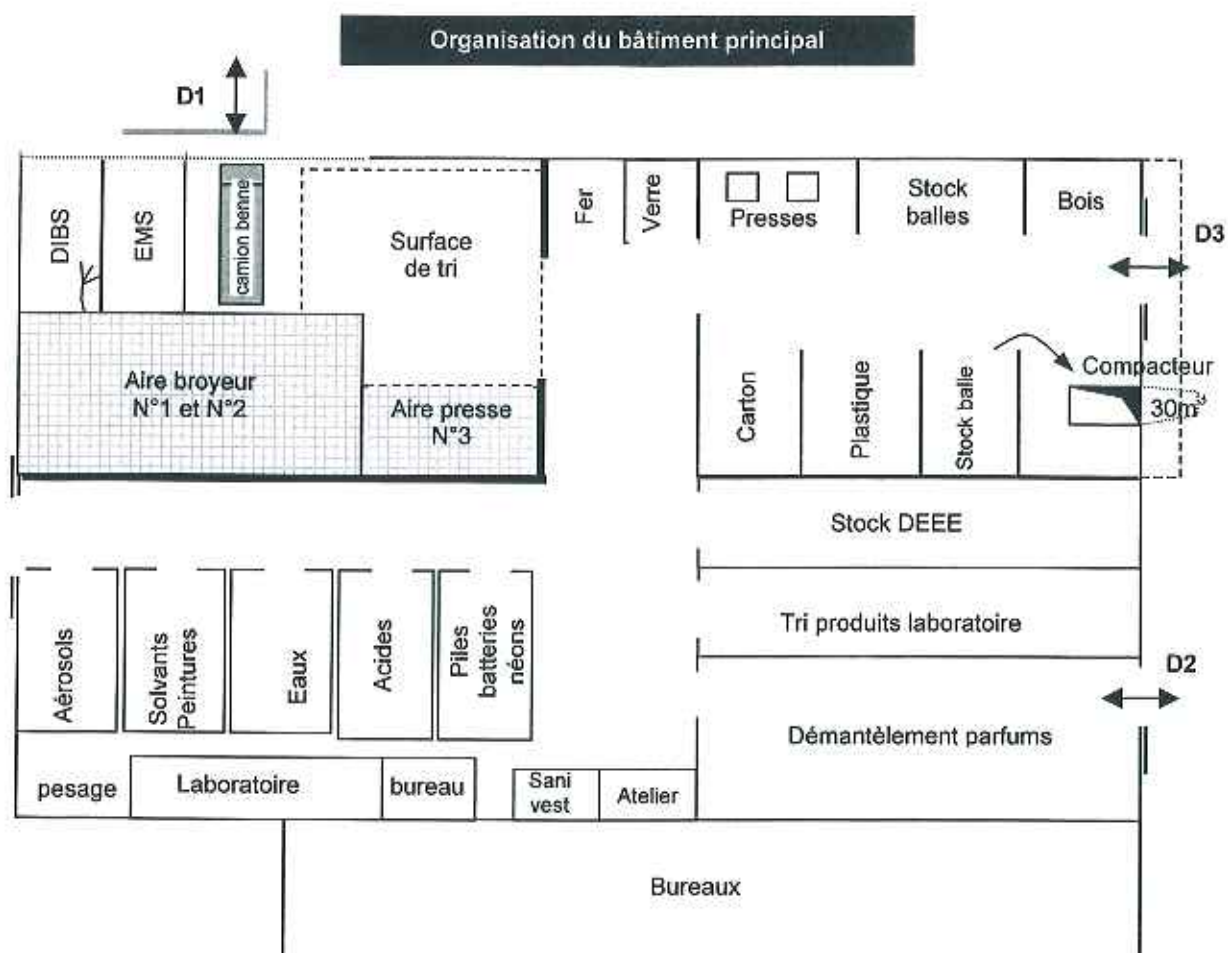 Organisation du bâtiment principal
D1
DIBS
EMS
camion benne
Surface
de tri
Fer
Verre
Presses
Stock
balles
Bois
D3
Aire broyeur
N°1 et N°2
Aire presse
N°3
Carton
Plastique
Stock balle
Compacteur
30m³
Stock DEEE
Tri produits laboratoire
D2
Démantèlement parfums
Aérosols
Solvants
Peintures
Eaux
Acides
Piles
batteries
néons
pesage
Laboratoire
bureau
Sani
vest
Atelier
Bureaux